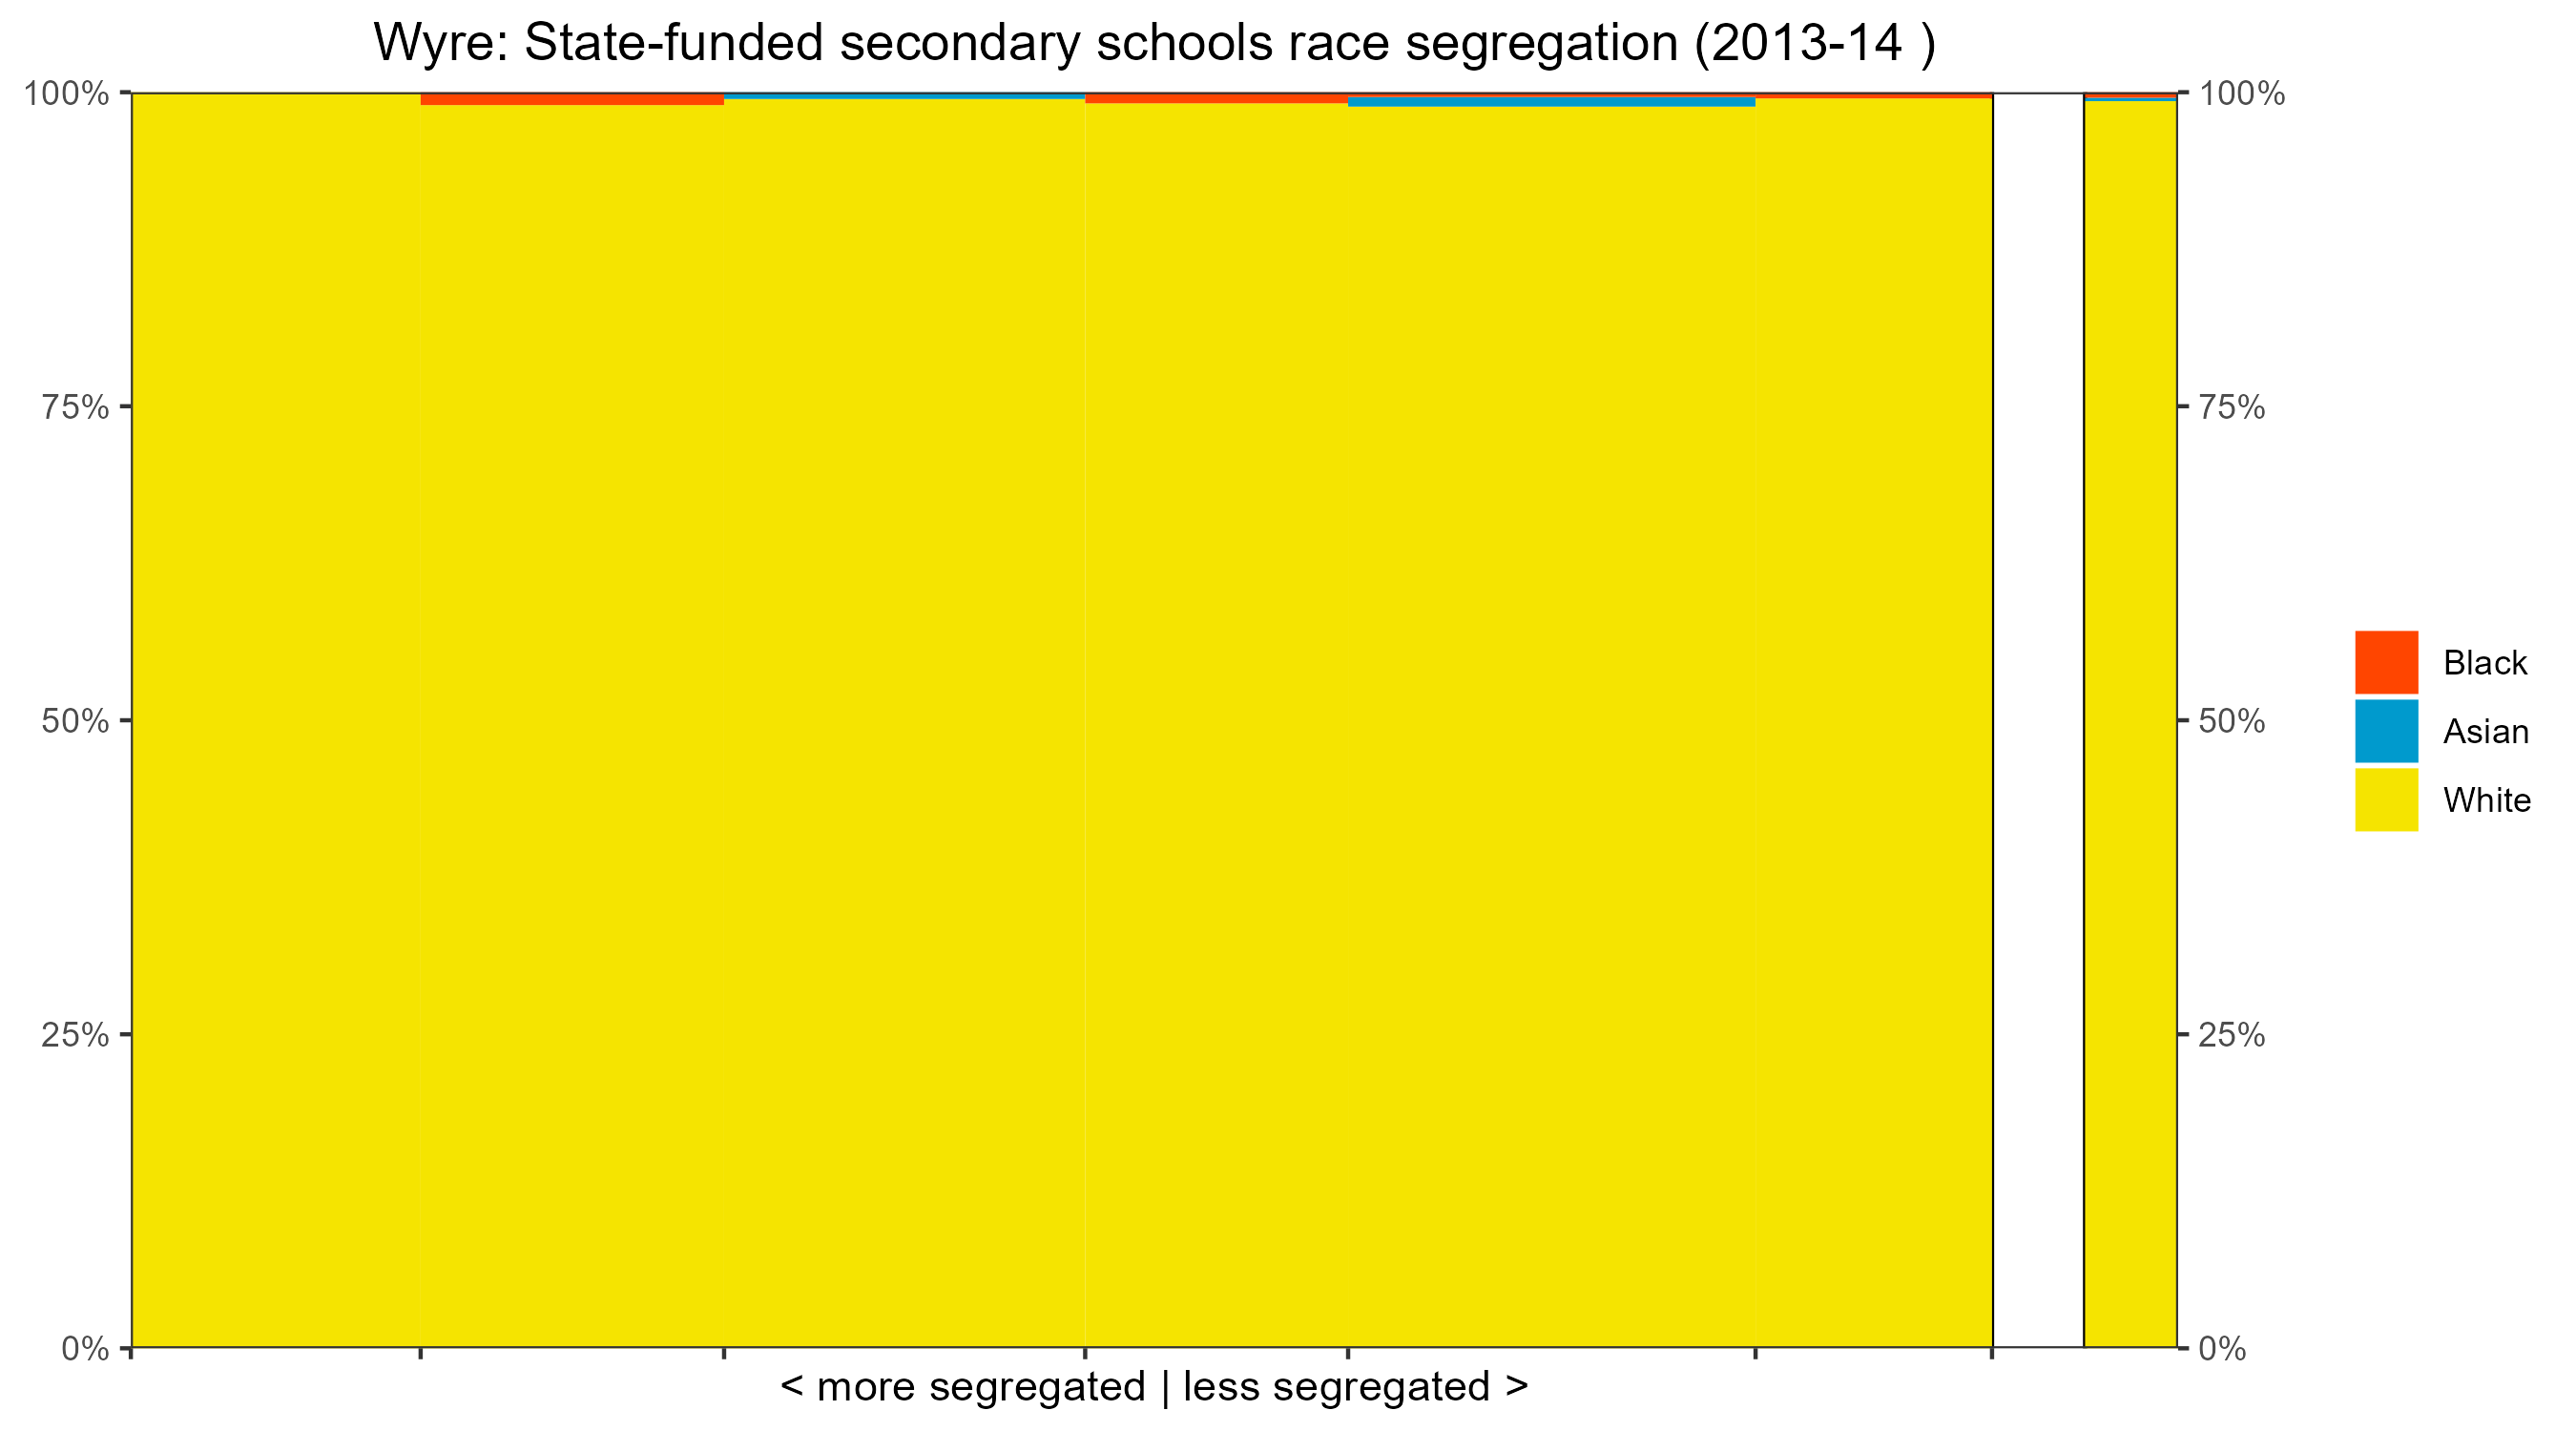 Wyre: State-funded secondary schools race segregation (2013-14 )
100%
75%
50%
25%
0%
100%
75%
50%
25%
0%
Black
Asian
White
< more segregated | less segregated >